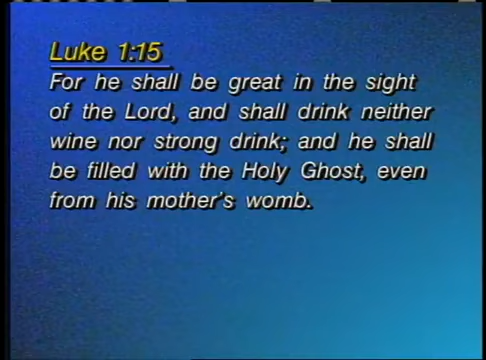 Luke 1:15
For he shall be great in the sight
of the Lord, and shall drink neither
wine nor strong drink; and he shall
be filled with the Holy Ghost, even
from his mother's womb.